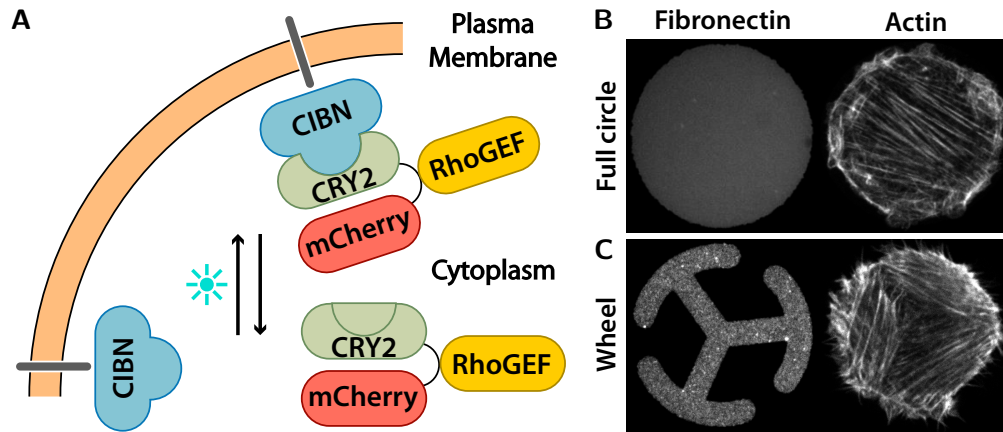 A
Plasma
Membrane
CIBN
CRY2
RhoGEF
mCherry
Cytoplasm
CIBN
CRY2
RhoGEF
mCherry
B
Fibronectin
Actin
Full circle
C
Wheel